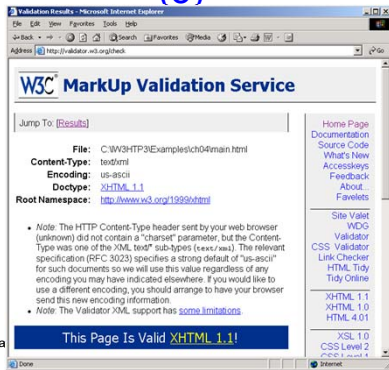 Validation Results - Microsoft Internet Explorer
File Edit View Favorites Tools Help
Back Search Favorites Media
Address http://validator.w3.org/check Go
W3C® MarkUp Validation Service
Jump To: [Results]
File: C:\W3HTP3\Examples\ch04\main.html
Content-Type: text/xml
Encoding: us-ascii
Doctype: XHTML 1.1
Root Namespace: http://www.w3.org/1999/xhtml
Note: The HTTP Content-Type header sent by your web browser
(unknown) did not contain a "charset" parameter, but the Content-
Type was one of the XML text/* sub-types (text/xml). The relevant
specification (RFC 3023) specifies a strong default of "us-ascii"
for such documents so we will use this value regardless of any
encoding you may have indicated elsewhere. If you would like to
use a different encoding, you should arrange to have your browser
send this new encoding information.
Note: The Validator XML support has some limitations.
This Page Is Valid XHTML 1.1!
Home Page
Documentation
Source Code
What's New
Accesskeys
Feedback
About...
Favelets
Site Valet
WDG
Validator
CSS Validator
Link Checker
HTML Tidy
Tidy Online
XHTML 1.1
XHTML 1.0
HTML 4.01
XSL 1.0
CSS Level 2
CSS Level 1
a
Done Internet